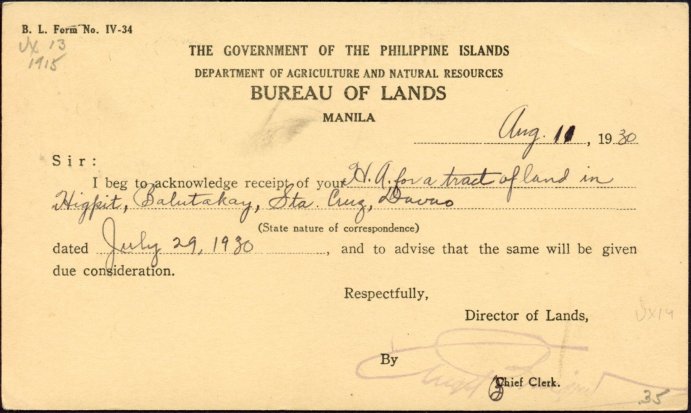 B. L. Form No. IV-34
UX 13
1915
THE GOVERNMENT OF THE PHILIPPINE ISLANDS
DEPARTMENT OF AGRICULTURE AND NATURAL RESOURCES
BUREAU OF LANDS
MANILA
Aug. 11, 1930
Sir:
I beg to acknowledge receipt of your H. A. for a tract of land in
Higpit, Balutakay, Sta. Cruz, Davao
(State nature of correspondence)
dated July 29, 1930, and to advise that the same will be given
due consideration.
Respectfully,
Director of Lands,
UX14
By
Chief Clerk.
.35